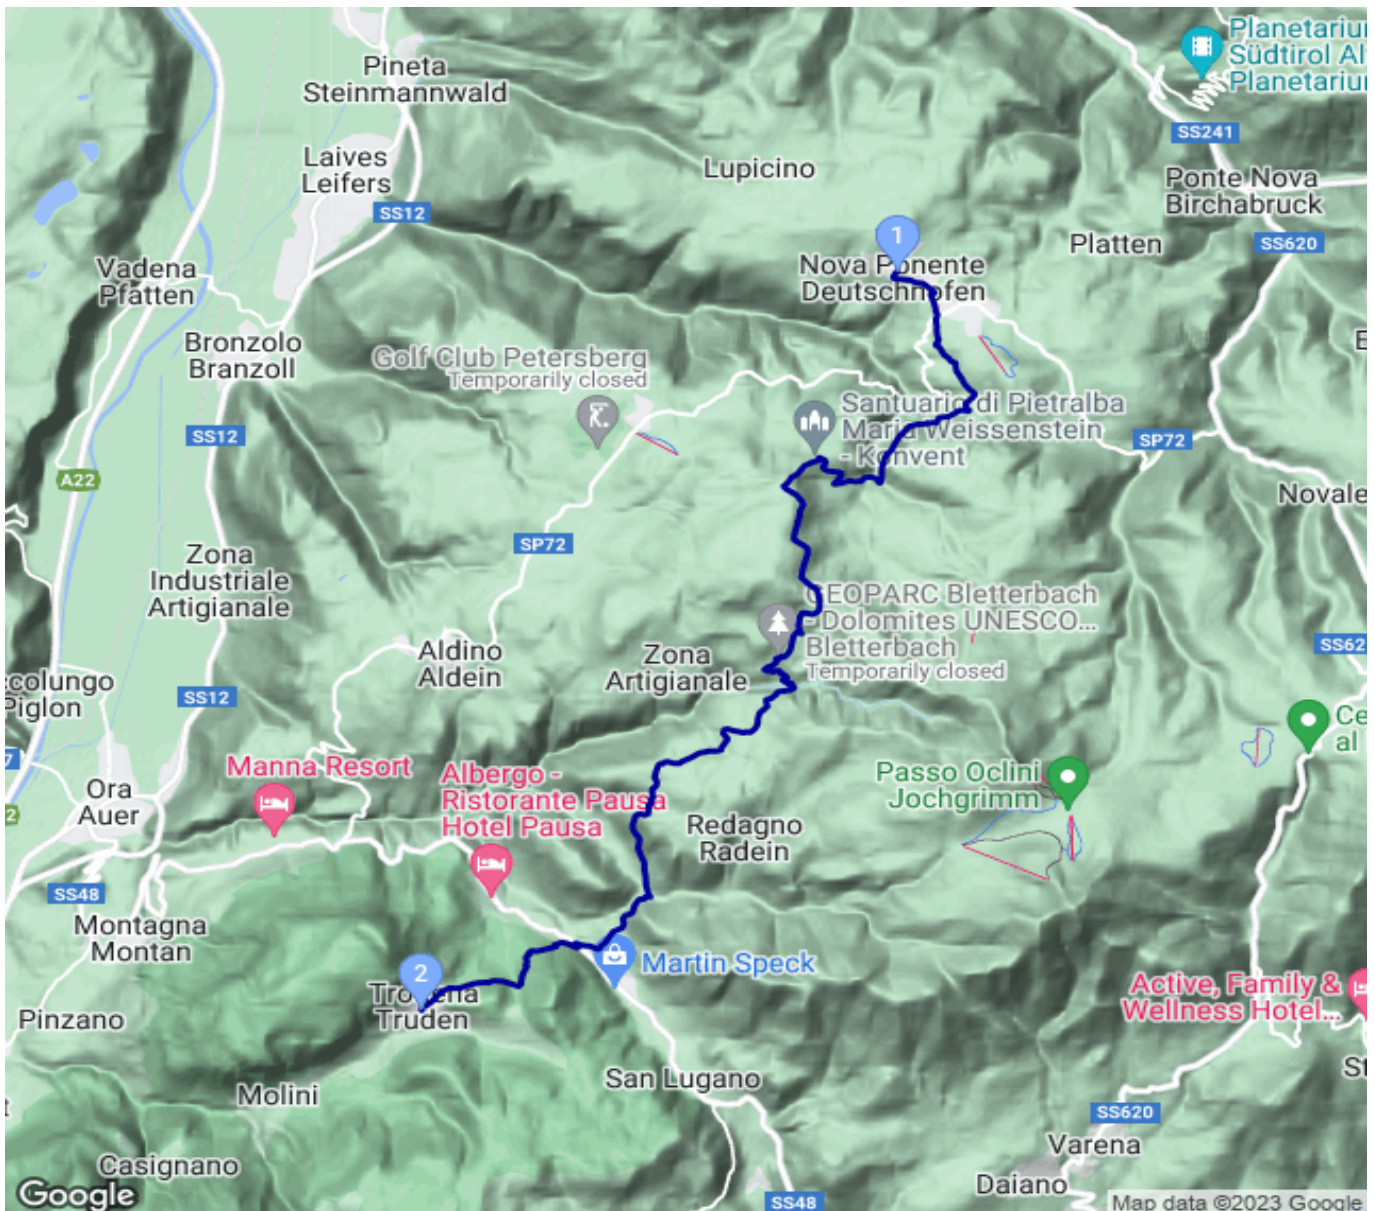 Planetariu
Südtirol Al
Planetariu
Pineta
Steinmannwald
SS241
Laives
Leifers
Lupicino
Ponte Nova
Birchabruck
SS12
1
Platten
SS620
Vadena
Pfatten
Nova Ponente
Deutschnofen
Bronzolo
Branzoll
Golf Club Petersberg
Temporarily closed
Santuario di Pietralba
Maria Weissenstein
- Konvent
SS12
SP72
A22
Novale
SP72
Zona
Industriale
Artigianale
GEOPARC Bletterbach
- Dolomites UNESCO...
Bletterbach
Temporarily closed
Aldino
Aldein
Zona
Artigianale
SS62
ccolungo
Piglon
SS12
Ce
al
7
Manna Resort
Albergo -
Ristorante Pausa
Hotel Pausa
Passo Oclini
Jochgrimm
Ora
Auer
2
Redagno
Radein
SS48
Montagna
Montan
Martin Speck
2
Trodena
Truden
Active, Family &
Wellness Hotel...
Pinzano
San Lugano
St
Molini
SS620
Varena
Casignano
Daiano
SS48
Google
Map data ©2023 Google